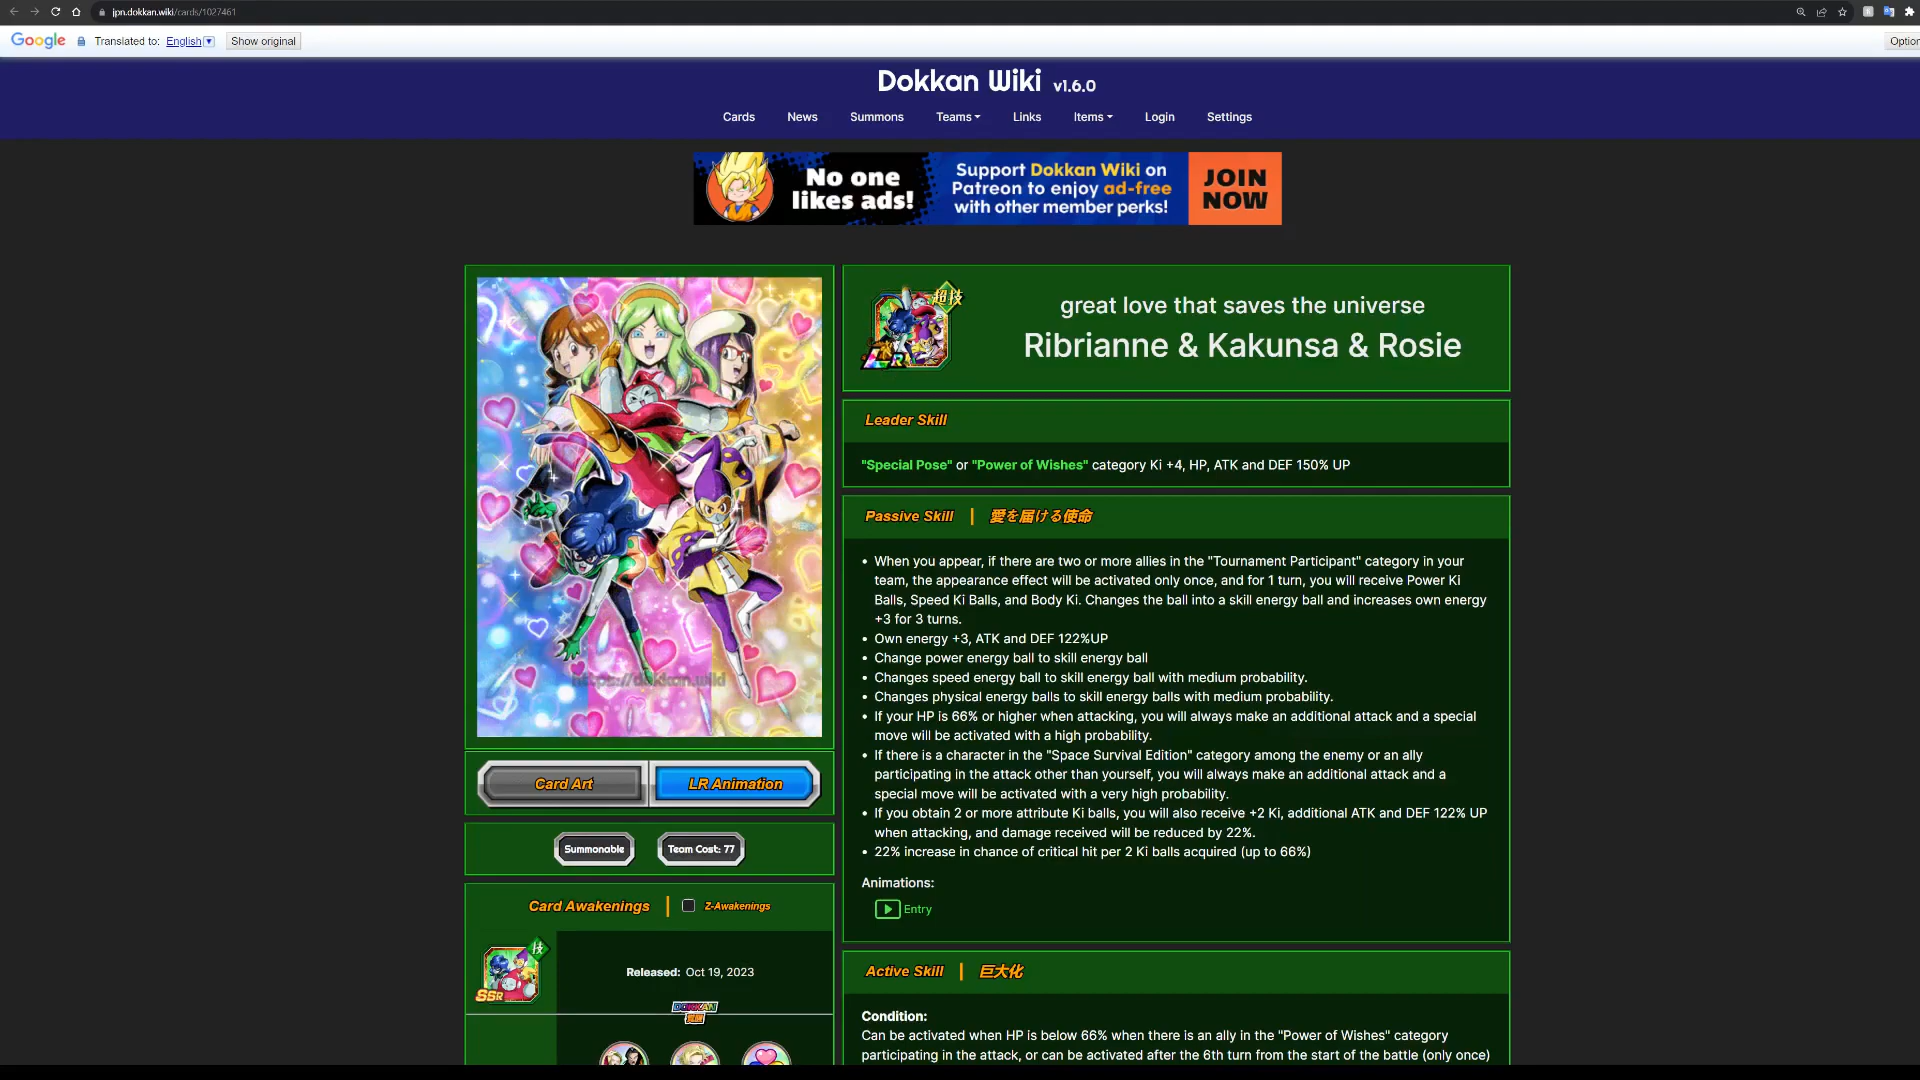 jpn.dokkan.wiki/cards/1027461
Google Translated to: English Show original Option
Dokkan Wiki v1.6.0
Cards News Summons Teams Links Items Login Settings
No one likes ads!
Support Dokkan Wiki on
Patreon to enjoy ad-free
with other member perks!
JOIN NOW
超技
LR
great love that saves the universe
Ribrianne & Kakunsa & Rosie
https://dokkan.wiki
Card Art LR Animation
Summonable Team Cost: 77
Card Awakenings | Z-Awakenings
技
SSR
Released: Oct 19, 2023
DOKKAN
覚醒
Leader Skill
"Special Pose" or "Power of Wishes" category Ki +4, HP, ATK and DEF 150% UP
Passive Skill | 愛を届ける使命
• When you appear, if there are two or more allies in the "Tournament Participant" category in your
team, the appearance effect will be activated only once, and for 1 turn, you will receive Power Ki
Balls, Speed Ki Balls, and Body Ki. Changes the ball into a skill energy ball and increases own energy
+3 for 3 turns.
• Own energy +3, ATK and DEF 122%UP
• Change power energy ball to skill energy ball
• Changes speed energy ball to skill energy ball with medium probability.
• Changes physical energy balls to skill energy balls with medium probability.
• If your HP is 66% or higher when attacking, you will always make an additional attack and a special
move will be activated with a high probability.
• If there is a character in the "Space Survival Edition" category among the enemy or an ally
participating in the attack other than yourself, you will always make an additional attack and a
special move will be activated with a very high probability.
• If you obtain 2 or more attribute Ki balls, you will also receive +2 Ki, additional ATK and DEF 122% UP
when attacking, and damage received will be reduced by 22%.
• 22% increase in chance of critical hit per 2 Ki balls acquired (up to 66%)
Animations:
Entry
Active Skill | 巨大化
Condition:
Can be activated when HP is below 66% when there is an ally in the "Power of Wishes" category
participating in the attack, or can be activated after the 6th turn from the start of the battle (only once)